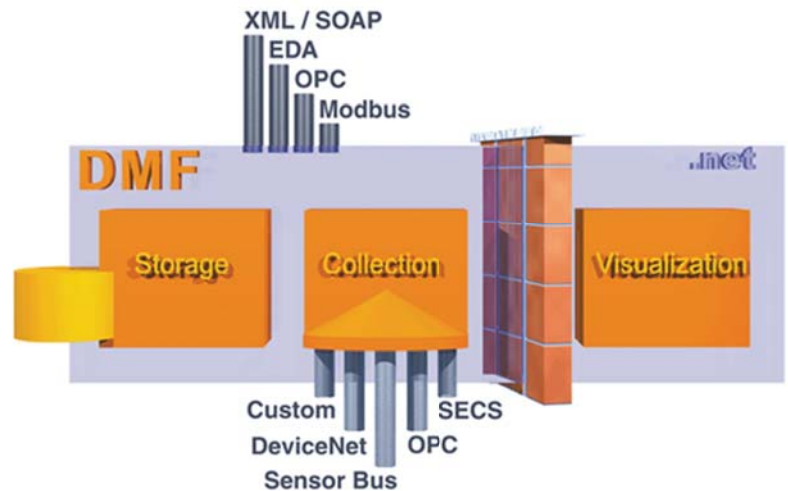 XML / SOAP
EDA
OPC
Modbus
DMF
.net
Storage
Collection
Visualization
Custom
SECS
DeviceNet
OPC
Sensor Bus